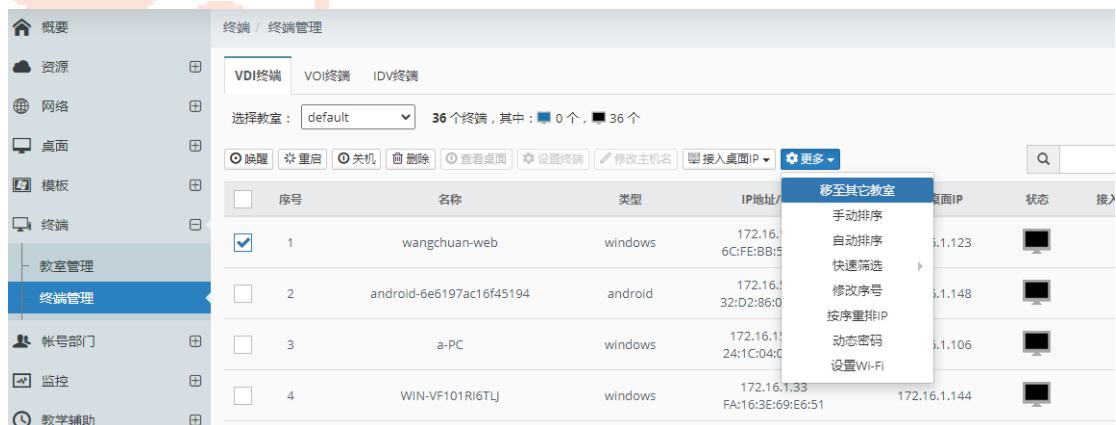 概要
资源
网络
桌面
模板
终端
教室管理
终端管理
帐号部门
监控
教学辅助
终端 / 终端管理
VDI终端 VOI终端 IDV终端
选择教室： default 36 个终端，其中： 0 个， 36 个
唤醒 重启 关机 删除 查看桌面 设置终端 修改主机名 接入桌面IP 更多
序号 名称 类型 IP地址/ 桌面IP 状态 接入
1 wangchuan-web windows 172.16. .1.123
6C:FE:BB:5
2 android-6e6197ac16f45194 android 172.16. .1.148
32:D2:86:0
3 a-PC windows 172.16.15 .1.106
24:1C:04:0
4 WIN-VF101RI6TLJ windows 172.16.1.33 172.16.1.144
FA:16:3E:69:E6:51
移至其它教室
手动排序
自动排序
快速筛选
修改序号
按序重排IP
动态密码
设置Wi-Fi